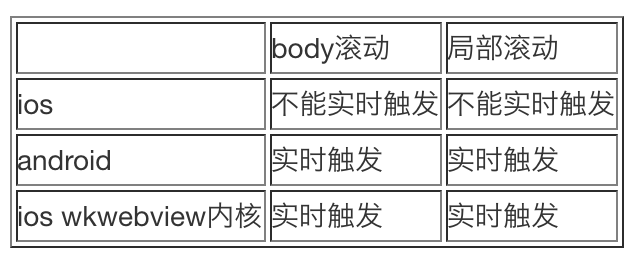 body滚动 局部滚动
ios 不能实时触发 不能实时触发
android 实时触发 实时触发
ios wkwebview内核 实时触发 实时触发